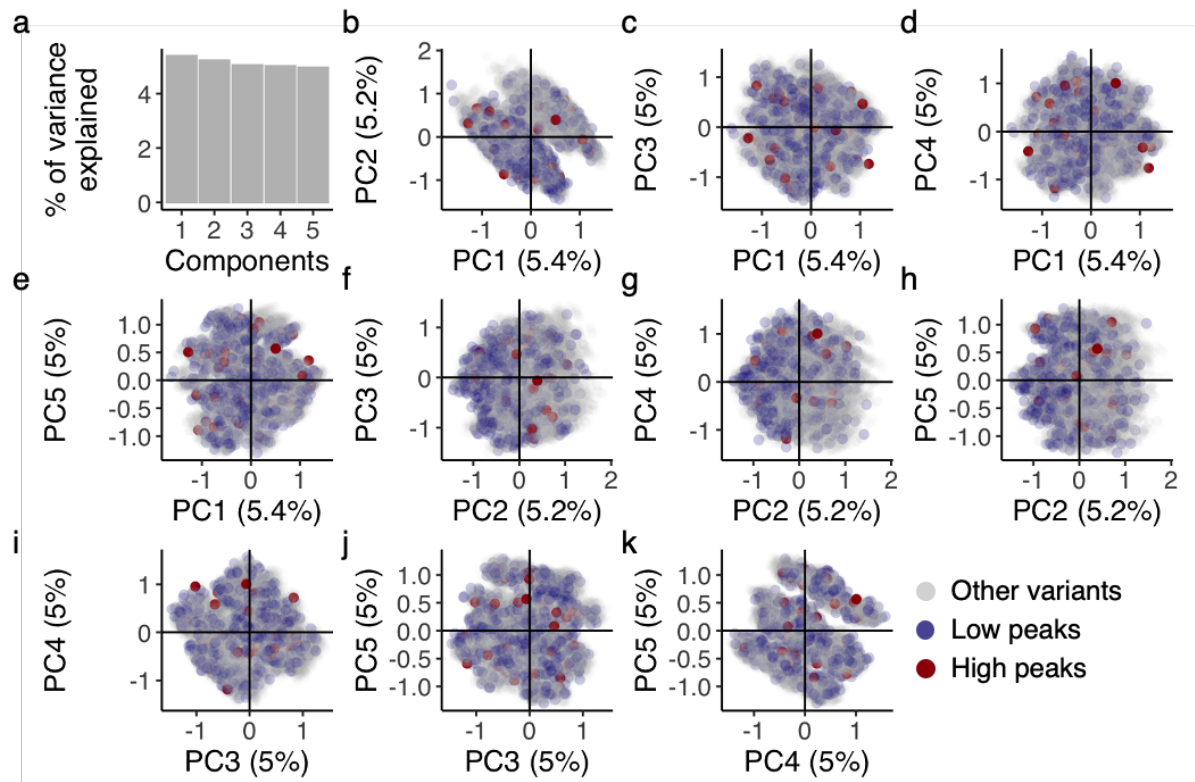 a
% of variance
explained
4
2
0
1 2 3 4 5
Components
b
PC2 (5.2%)
2
1
0
-1
-1 0 1
PC1 (5.4%)
c
PC3 (5%)
1
0
-1
-1 0 1
PC1 (5.4%)
d
PC4 (5%)
1
0
-1
-1 0 1
PC1 (5.4%)
e
PC5 (5%)
1.0
0.5
0.0
-0.5
-1.0
-1 0 1
PC1 (5.4%)
f
PC3 (5%)
1
0
-1
-1 0 1 2
PC2 (5.2%)
g
PC4 (5%)
1
0
-1
-1 0 1 2
PC2 (5.2%)
h
PC5 (5%)
1.0
0.5
0.0
-0.5
-1.0
-1 0 1 2
PC2 (5.2%)
i
PC4 (5%)
1
0
-1
-1 0 1
PC3 (5%)
j
PC5 (5%)
1.0
0.5
0.0
-0.5
-1.0
-1 0 1
PC3 (5%)
k
PC5 (5%)
1.0
0.5
0.0
-0.5
-1.0
-1 0 1
PC4 (5%)
Other variants
Low peaks
High peaks